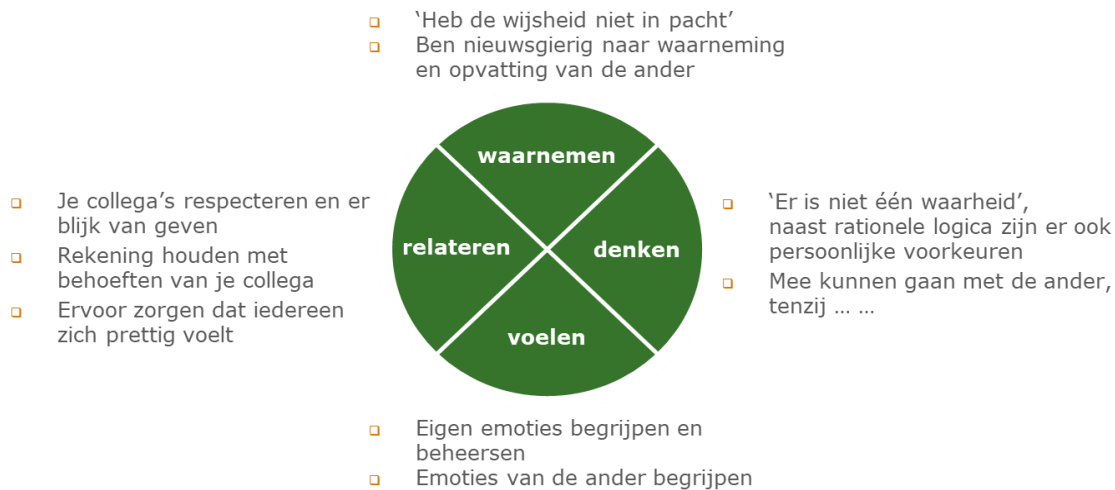 ‘Heb de wijsheid niet in pacht’
Ben nieuwsgierig naar waarneming
en opvatting van de ander
waarnemen
relateren
denken
voelen
Je collega’s respecteren en er
blijk van geven
Rekening houden met
behoeften van je collega
Ervoor zorgen dat iedereen
zich prettig voelt
‘Er is niet één waarheid’,
naast rationele logica zijn er ook
persoonlijke voorkeuren
Mee kunnen gaan met de ander,
tenzij … …
Eigen emoties begrijpen en
beheersen
Emoties van de ander begrijpen